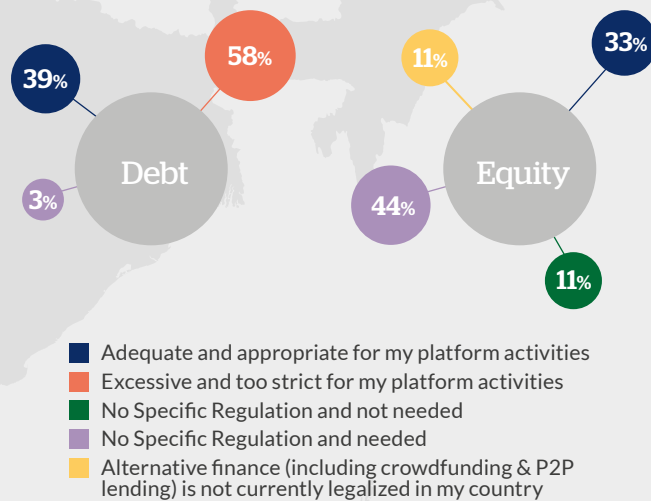 58%
39%
Debt
3%
33%
11%
Equity
44%
11%
Adequate and appropriate for my platform activities
Excessive and too strict for my platform activities
No Specific Regulation and not needed
No Specific Regulation and needed
Alternative finance (including crowdfunding & P2P
lending) is not currently legalized in my country